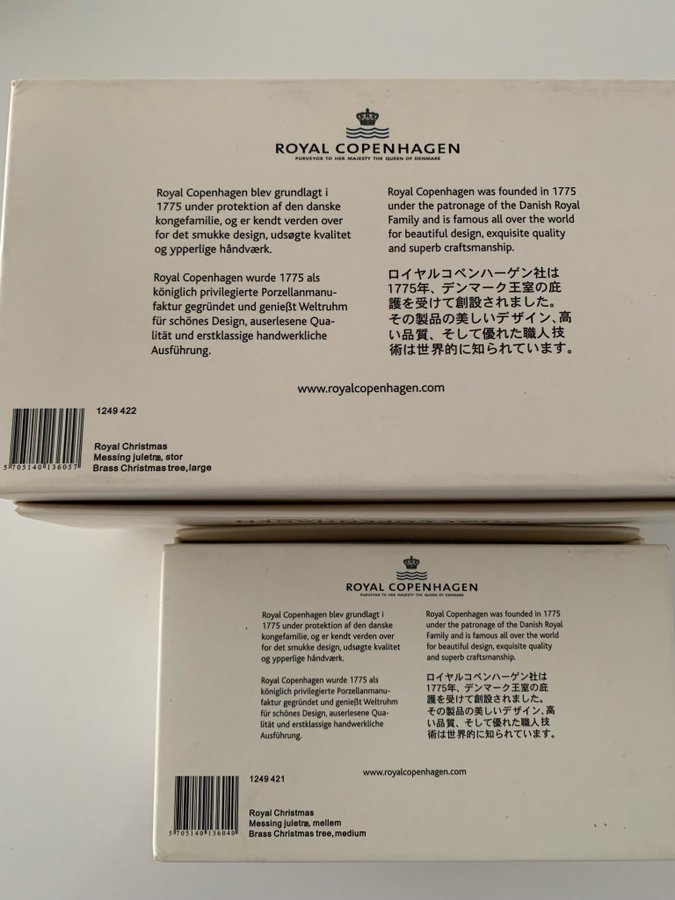 ROYAL COPENHAGEN
PURVEYOR TO HER MAJESTY THE QUEEN OF DENMARK
Royal Copenhagen blev grundlagt i
1775 under protektion af den danske
kongefamilie, og er kendt verden over
for det smukke design, udsøgte kvalitet
og ypperlige håndværk.
Royal Copenhagen wurde 1775 als
königlich privilegierte Porzellanmanu-
faktur gegründet und genießt Weltruhm
für schönes Design, auserlesene Qua-
lität und erstklassige handwerkliche
Ausführung.
Royal Copenhagen was founded in 1775
under the patronage of the Danish Royal
Family and is famous all over the world
for beautiful design, exquisite quality
and superb craftsmanship.
ロイヤルコペンハーゲン社は
1775年、デンマーク王室の庇
護を受けて創設されました。
その製品の美しいデザイン、高
い品質、そして優れた職人技
術は世界的に知られています。
www.royalcopenhagen.com
1249 422
5 705140 136057
Royal Christmas
Messing juletræ, stor
Brass Christmas tree, large
ROYAL COPENHAGEN
PURVEYOR TO HER MAJESTY THE QUEEN OF DENMARK
Royal Copenhagen blev grundlagt i
1775 under protektion af den danske
kongefamilie, og er kendt verden over
for det smukke design, udsøgte kvalitet
og ypperlige håndværk.
Royal Copenhagen wurde 1775 als
königlich privilegierte Porzellanmanu-
faktur gegründet und genießt Weltruhm
für schönes Design, auserlesene Qua-
lität und erstklassige handwerkliche
Ausführung.
Royal Copenhagen was founded in 1775
under the patronage of the Danish Royal
Family and is famous all over the world
for beautiful design, exquisite quality
and superb craftsmanship.
ロイヤルコペンハーゲン社は
1775年、デンマーク王室の庇
護を受けて創設されました。
その製品の美しいデザイン、高
い品質、そして優れた職人技
術は世界的に知られています。
www.royalcopenhagen.com
1249 421
5 705140 136040
Royal Christmas
Messing juletræ, mellem
Brass Christmas tree, medium